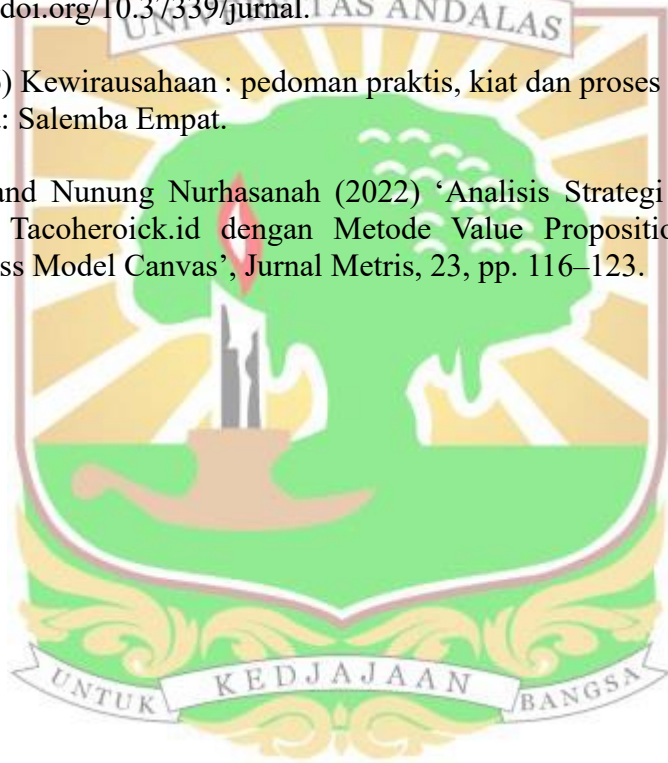 doi.org/10.37339/jurnal.
UNIVERSITAS ANDALAS
) Kewirausahaan : pedoman praktis, kiat dan proses
: Salemba Empat.
and Nunung Nurhasanah (2022) ‘Analisis Strategi
Tacoheroick.id dengan Metode Value Propositio
ss Model Canvas’, Jurnal Metris, 23, pp. 116–123.
UNTUK KEDJAJAAN BANGSA